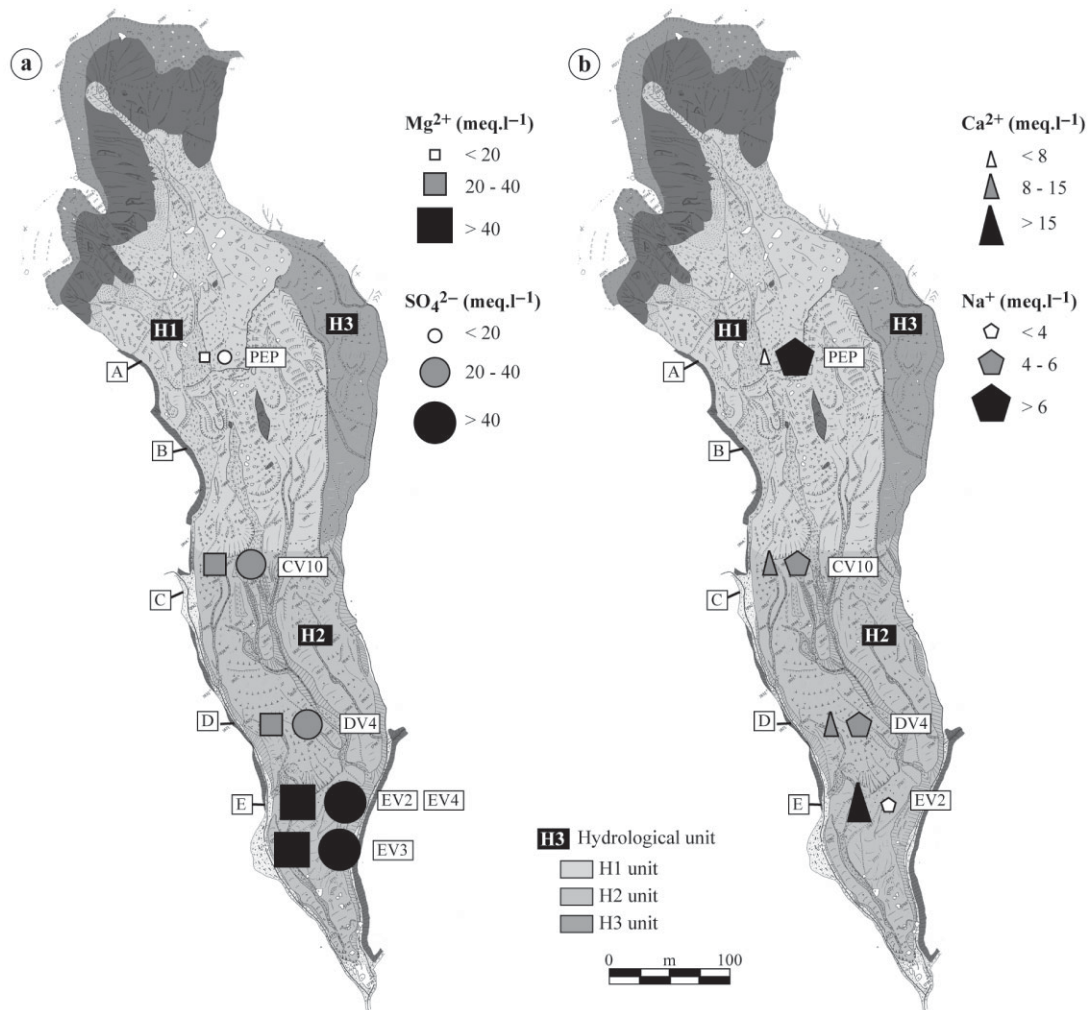 a
Mg²⁺ (meq.l⁻¹)
< 20
20 - 40
> 40
SO₄²⁻ (meq.l⁻¹)
< 20
20 - 40
> 40
H1
H3
PEP
A
B
CV10
C
H2
D
DV4
E
EV2 EV4
EV3
b
Ca²⁺ (meq.l⁻¹)
< 8
8 - 15
> 15
Na⁺ (meq.l⁻¹)
< 4
4 - 6
> 6
H1
H3
PEP
A
B
CV10
C
H2
D
DV4
E
EV2
H3 Hydrological unit
H1 unit
H2 unit
H3 unit
0 m 100